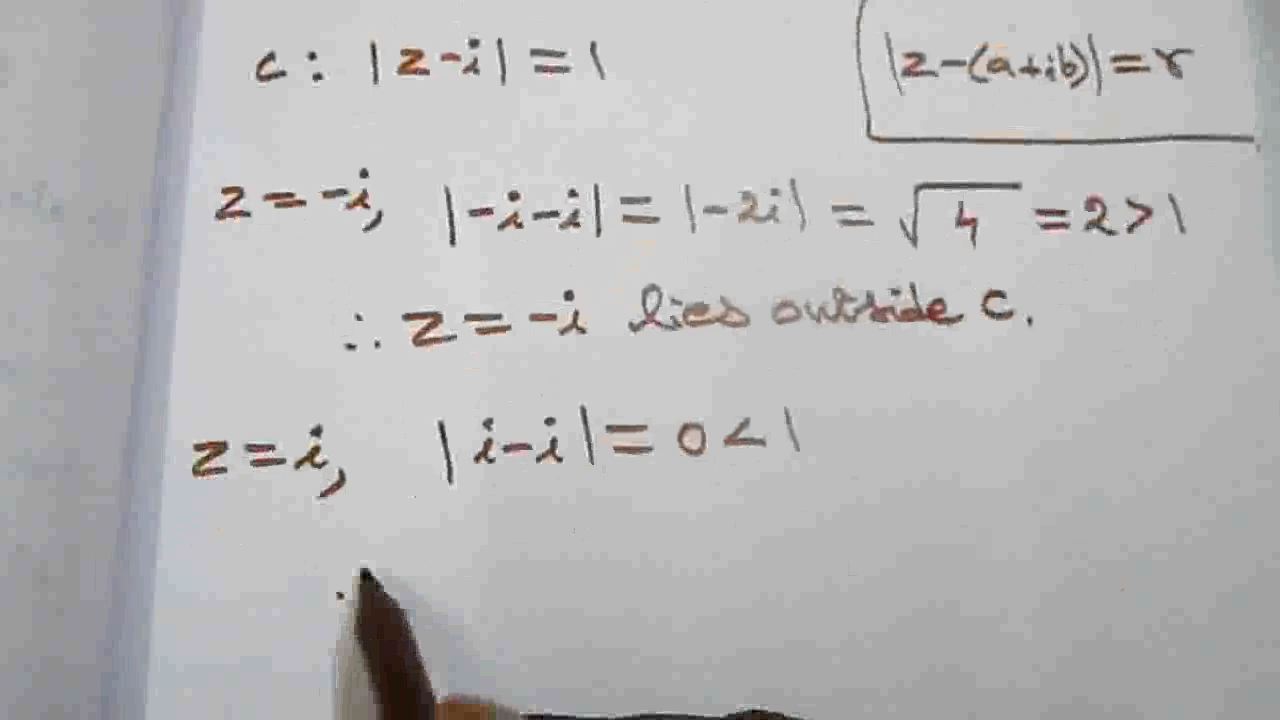 c: |z-i|=1
|z-(a+ib)|=r
z=-i, |-i-i|=|-2i|=√4=2>1
∴ z=-i lies outside C.
z=i, |i-i|=0<1